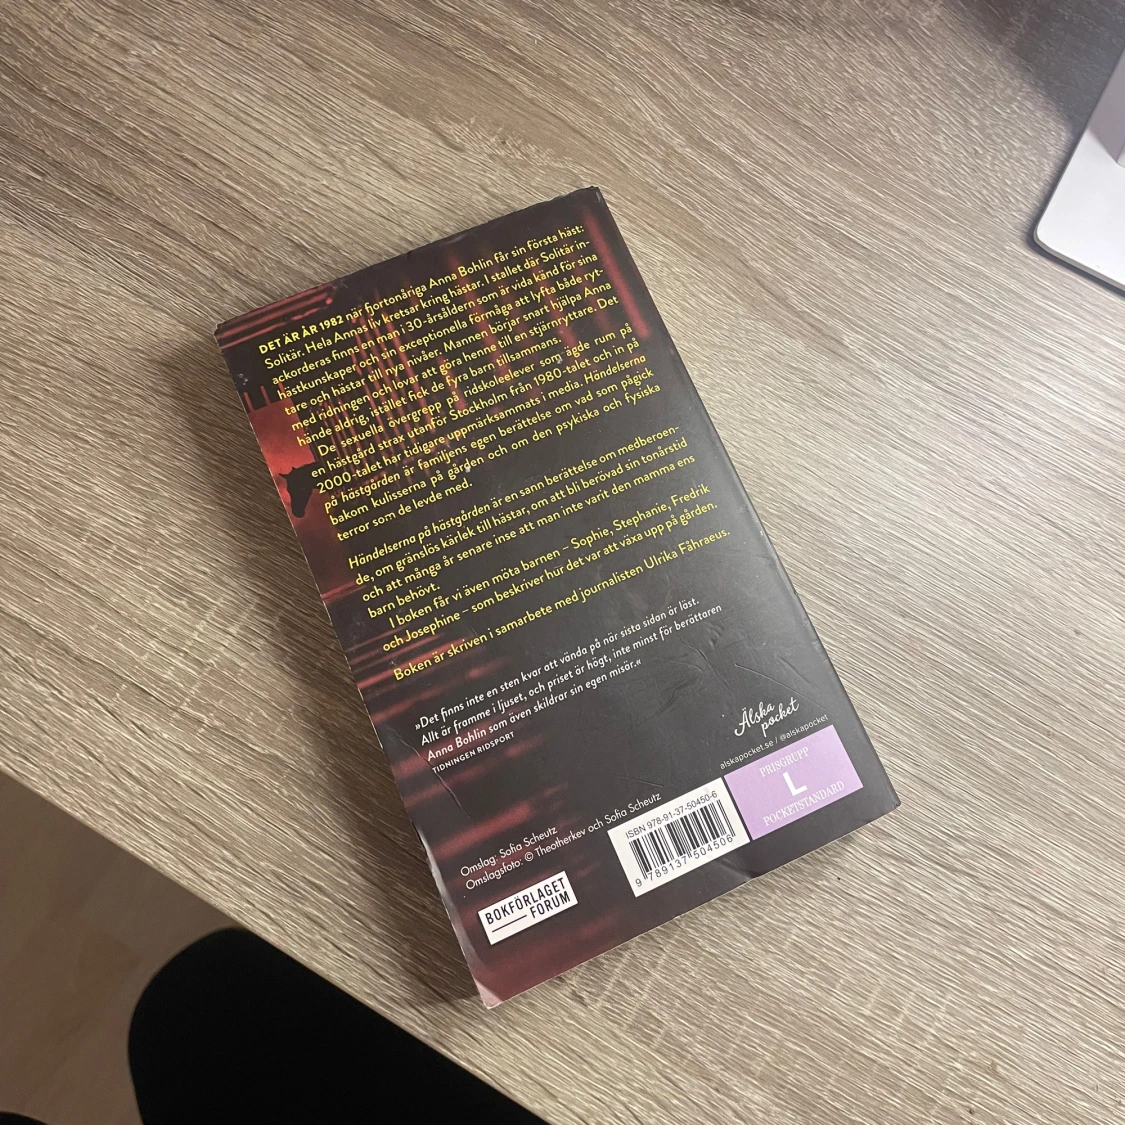 DET ÄR ÅR 1982 när fjortonåriga Anna Bohlin får sin första häst:
Solitär. Hela Annas liv kretsar kring hästar. I stallet där Solitär in-
ackorderas finns en man i 30-årsåldern som är vida känd för sina
hästkunskaper och sin exceptionella förmåga att lyfta både ryt-
tare och hästar till nya nivåer. Mannen börjar snart hjälpa Anna
med ridningen och lovar att göra henne till en stjärnryttare. Det
hände aldrig, istället fick de fyra barn tillsammans.
De sexuella övergrepp på ridskoleelever som ägde rum på
en hästgård strax utanför Stockholm från 1980-talet och in på
2000-talet har tidigare uppmärksammats i media. Händelserna
på hästgården är familjens egen berättelse om vad som pågick
bakom kulisserna på gården och om den psykiska och fysiska
terror som de levde med.
Händelserna på hästgården är en sann berättelse om medberoen-
de, om gränslös kärlek till hästar, om att bli berövad sin tonårstid
och att många år senare inse att man inte varit den mamma ens
barn behövt.
I boken får vi även möta barnen – Sophie, Stephanie, Fredrik
och Josephine – som beskriver hur det var att växa upp på gården.
Boken är skriven i samarbete med journalisten Ulrika Fåhraeus.
»Det finns inte en sten kvar att vända på när sista sidan är läst.
Allt är framme i ljuset, och priset är högt, inte minst för berättaren
Anna Bohlin som även skildrar sin egen misär.«
TIDNINGEN RIDSPORT
Älska
pocket
alskapocket.se / @alskapocket
PRISGRUPP
L
POCKETSTANDARD
Omslag: Sofia Scheutz
Omslagsfoto: © Theotherkev och Sofia Scheutz
ISBN 978-91-37-50450-6
9 789137 504506
BOKFÖRLAGET
FORUM